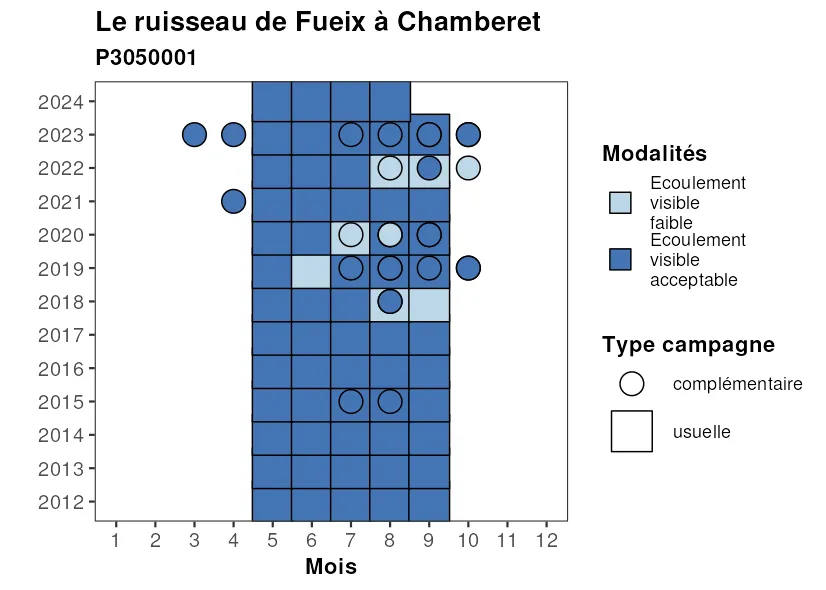 Le ruisseau de Fueix à Chamberet
P3050001
2024
2023
2022
2021
2020
2019
2018
2017
2016
2015
2014
2013
2012
1 2 3 4 5 6 7 8 9 10 11 12
Mois
Modalités
Ecoulement
visible
faible
Ecoulement
visible
acceptable
Type campagne
complémentaire
usuelle